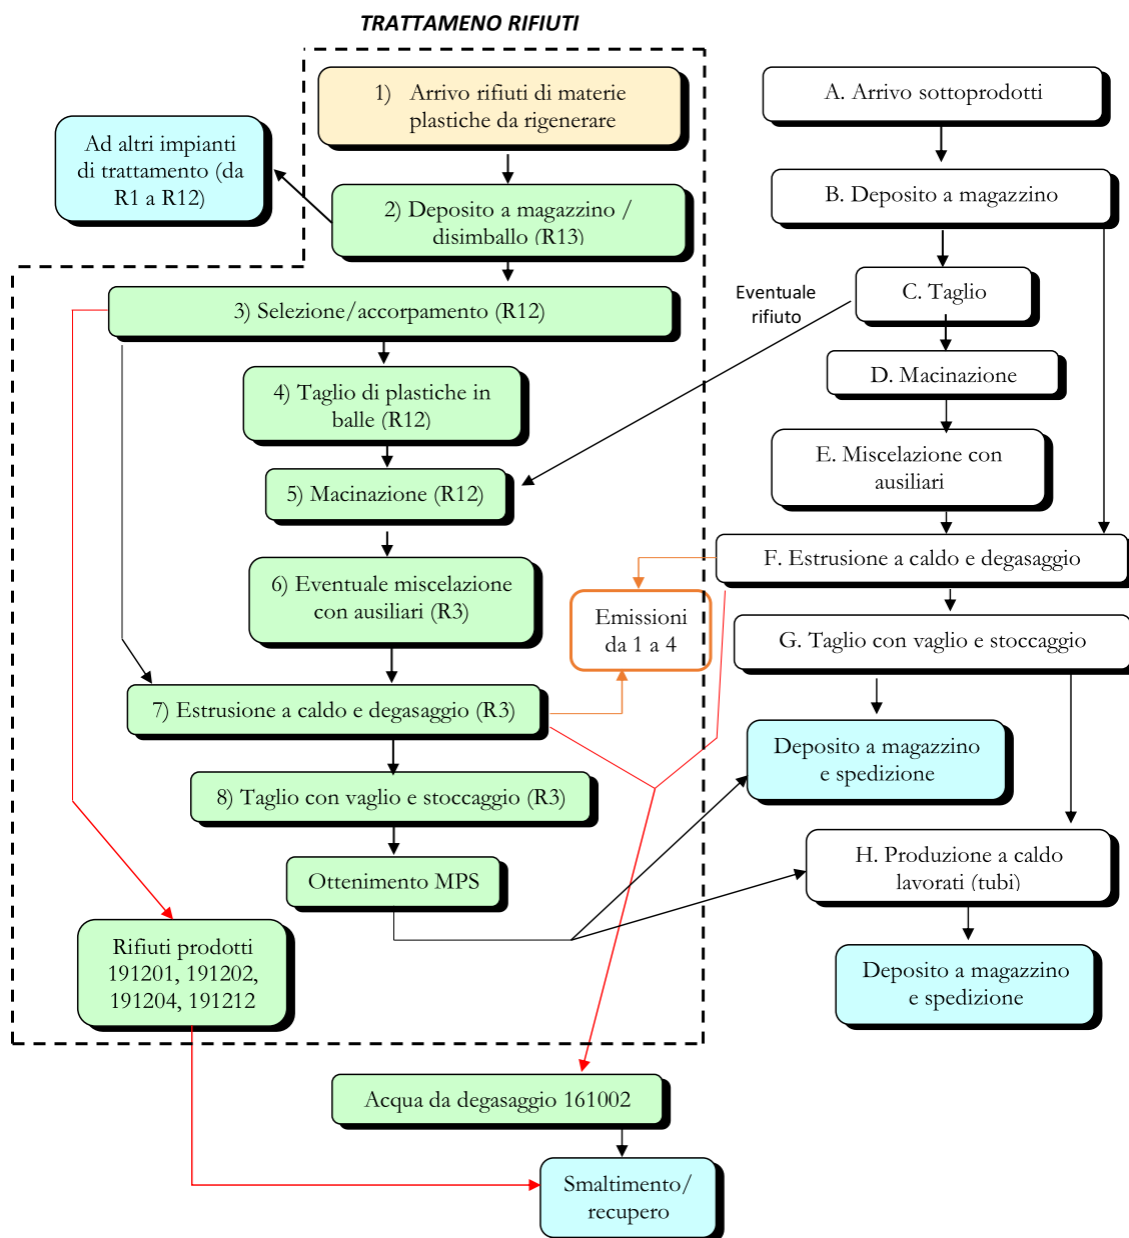 TRATTAMENO RIFIUTI
1) Arrivo rifiuti di materie
plastiche da rigenerare
Ad altri impianti
di trattamento (da
R1 a R12)
2) Deposito a magazzino /
disimballo (R13)
3) Selezione/accorpamento (R12)
4) Taglio di plastiche in
balle (R12)
5) Macinazione (R12)
6) Eventuale miscelazione
con ausiliari (R3)
7) Estrusione a caldo e degasaggio (R3)
8) Taglio con vaglio e stoccaggio (R3)
Ottenimento MPS
Rifiuti prodotti
191201, 191202,
191204, 191212
A. Arrivo sottoprodotti
B. Deposito a magazzino
Eventuale
rifiuto
C. Taglio
D. Macinazione
E. Miscelazione con
ausiliari
F. Estrusione a caldo e degasaggio
Emissioni
da 1 a 4
G. Taglio con vaglio e stoccaggio
Deposito a magazzino
e spedizione
H. Produzione a caldo
lavorati (tubi)
Deposito a magazzino
e spedizione
Acqua da degasaggio 161002
Smaltimento/
recupero